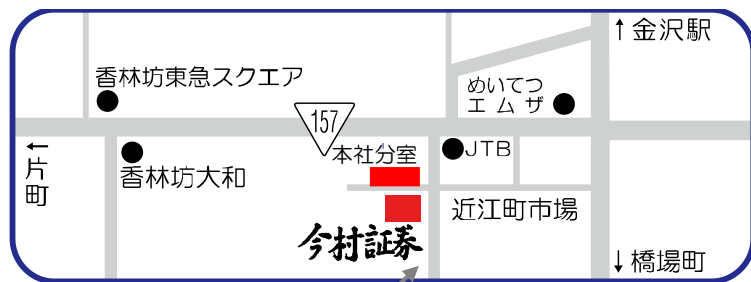 ↑金沢駅
香林坊東急スクエア
めいてつ
エムザ
157
←
片町
香林坊大和
本社分室
JTB
近江町市場
今村証券
↓橋場町